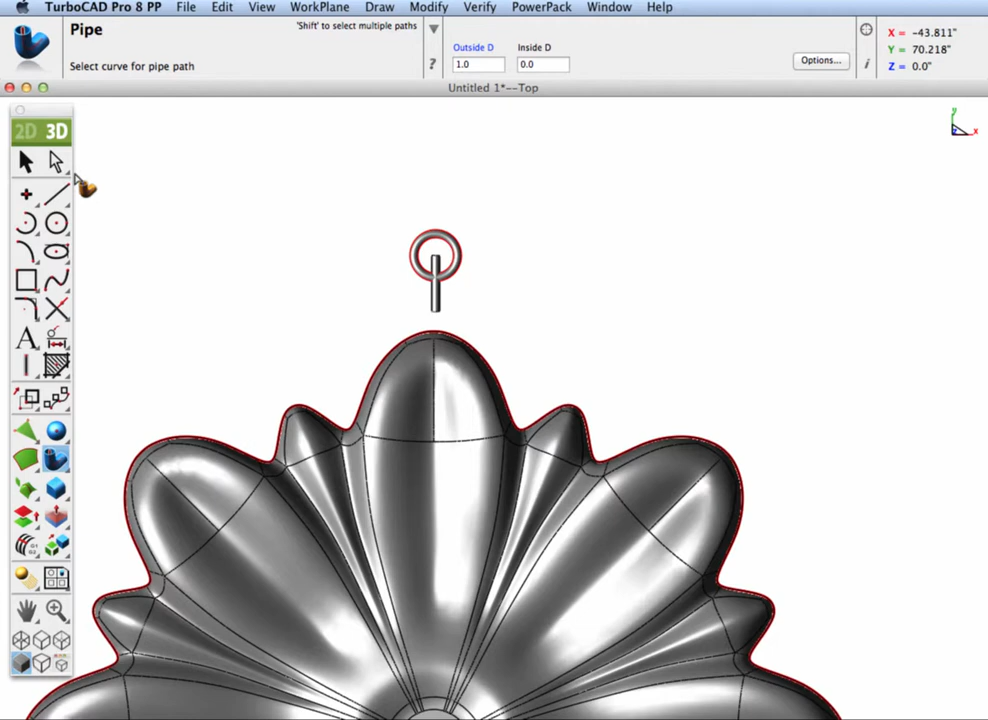 TurboCAD Pro 8 PP File Edit View WorkPlane Draw Modify Verify PowerPack Window Help
Pipe
'Shift' to select multiple paths
Select curve for pipe path
?
Outside D Inside D
1.0 0.0
Options...
i
X = -43.811"
Y = 70.218"
Z = 0.0"
Untitled 1*--Top
2D 3D
y
x
A
G1
G2